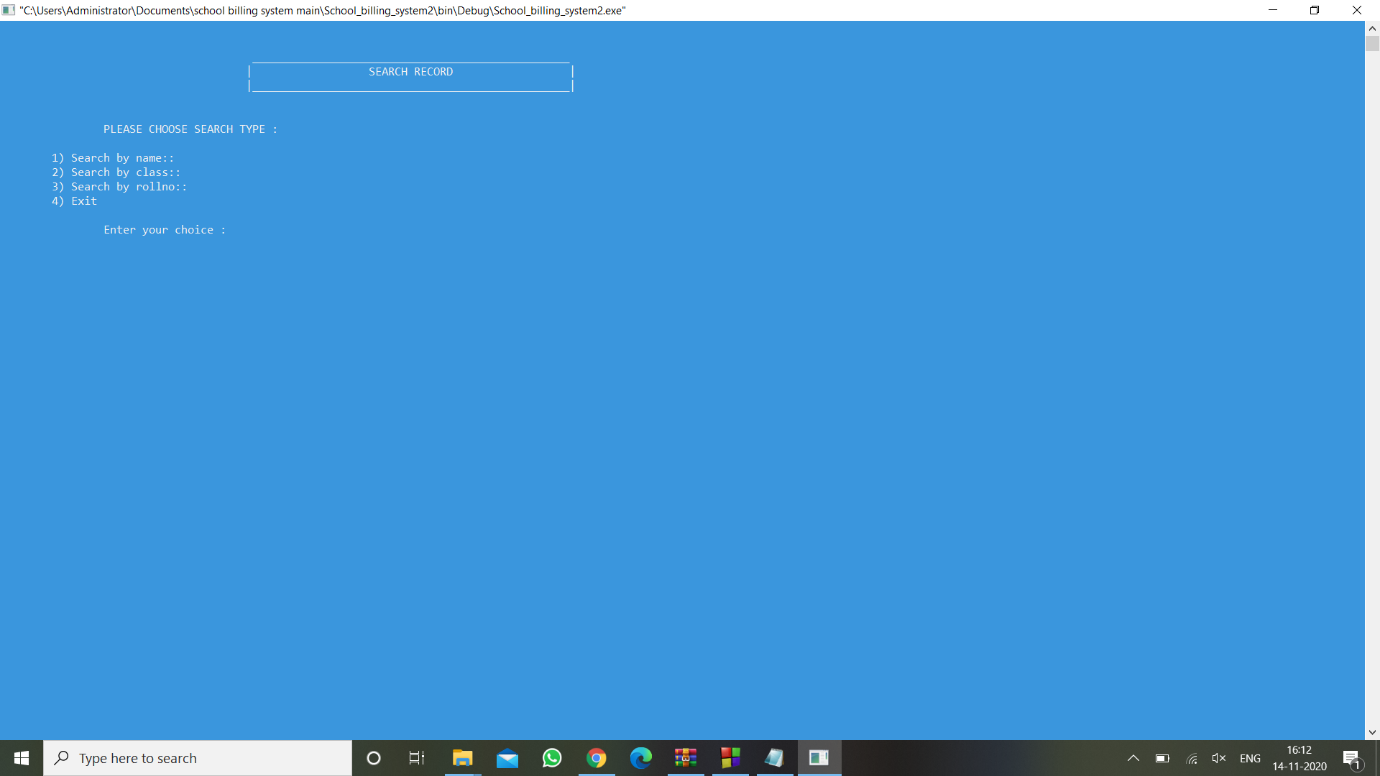 "C:\Users\Administrator\Documents\school billing system main\School_billing_system2\bin\Debug\School_billing_system2.exe"
SEARCH RECORD
PLEASE CHOOSE SEARCH TYPE :
1) Search by name::
2) Search by class::
3) Search by rollno::
4) Exit
Enter your choice :
Type here to search
ENG
16:12
14-11-2020
1